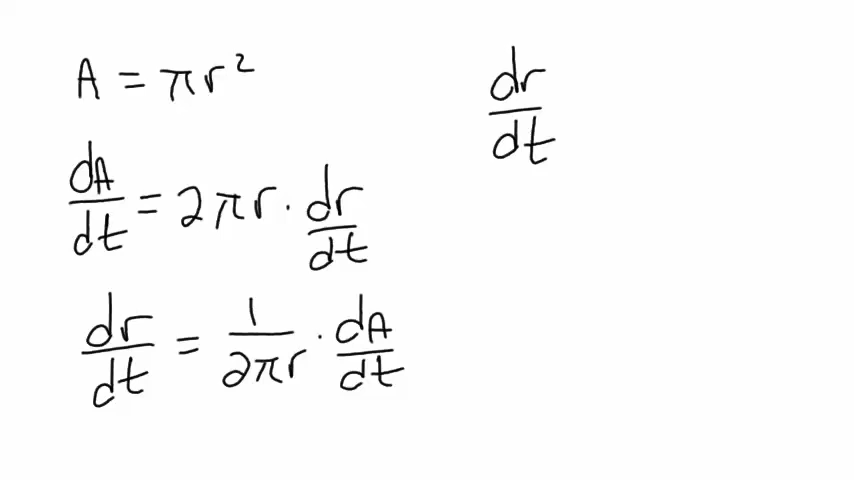 A = πr²
dA/dt = 2πr · dr/dt
dr/dt = 1/2πr · dA/dt
dr/dt